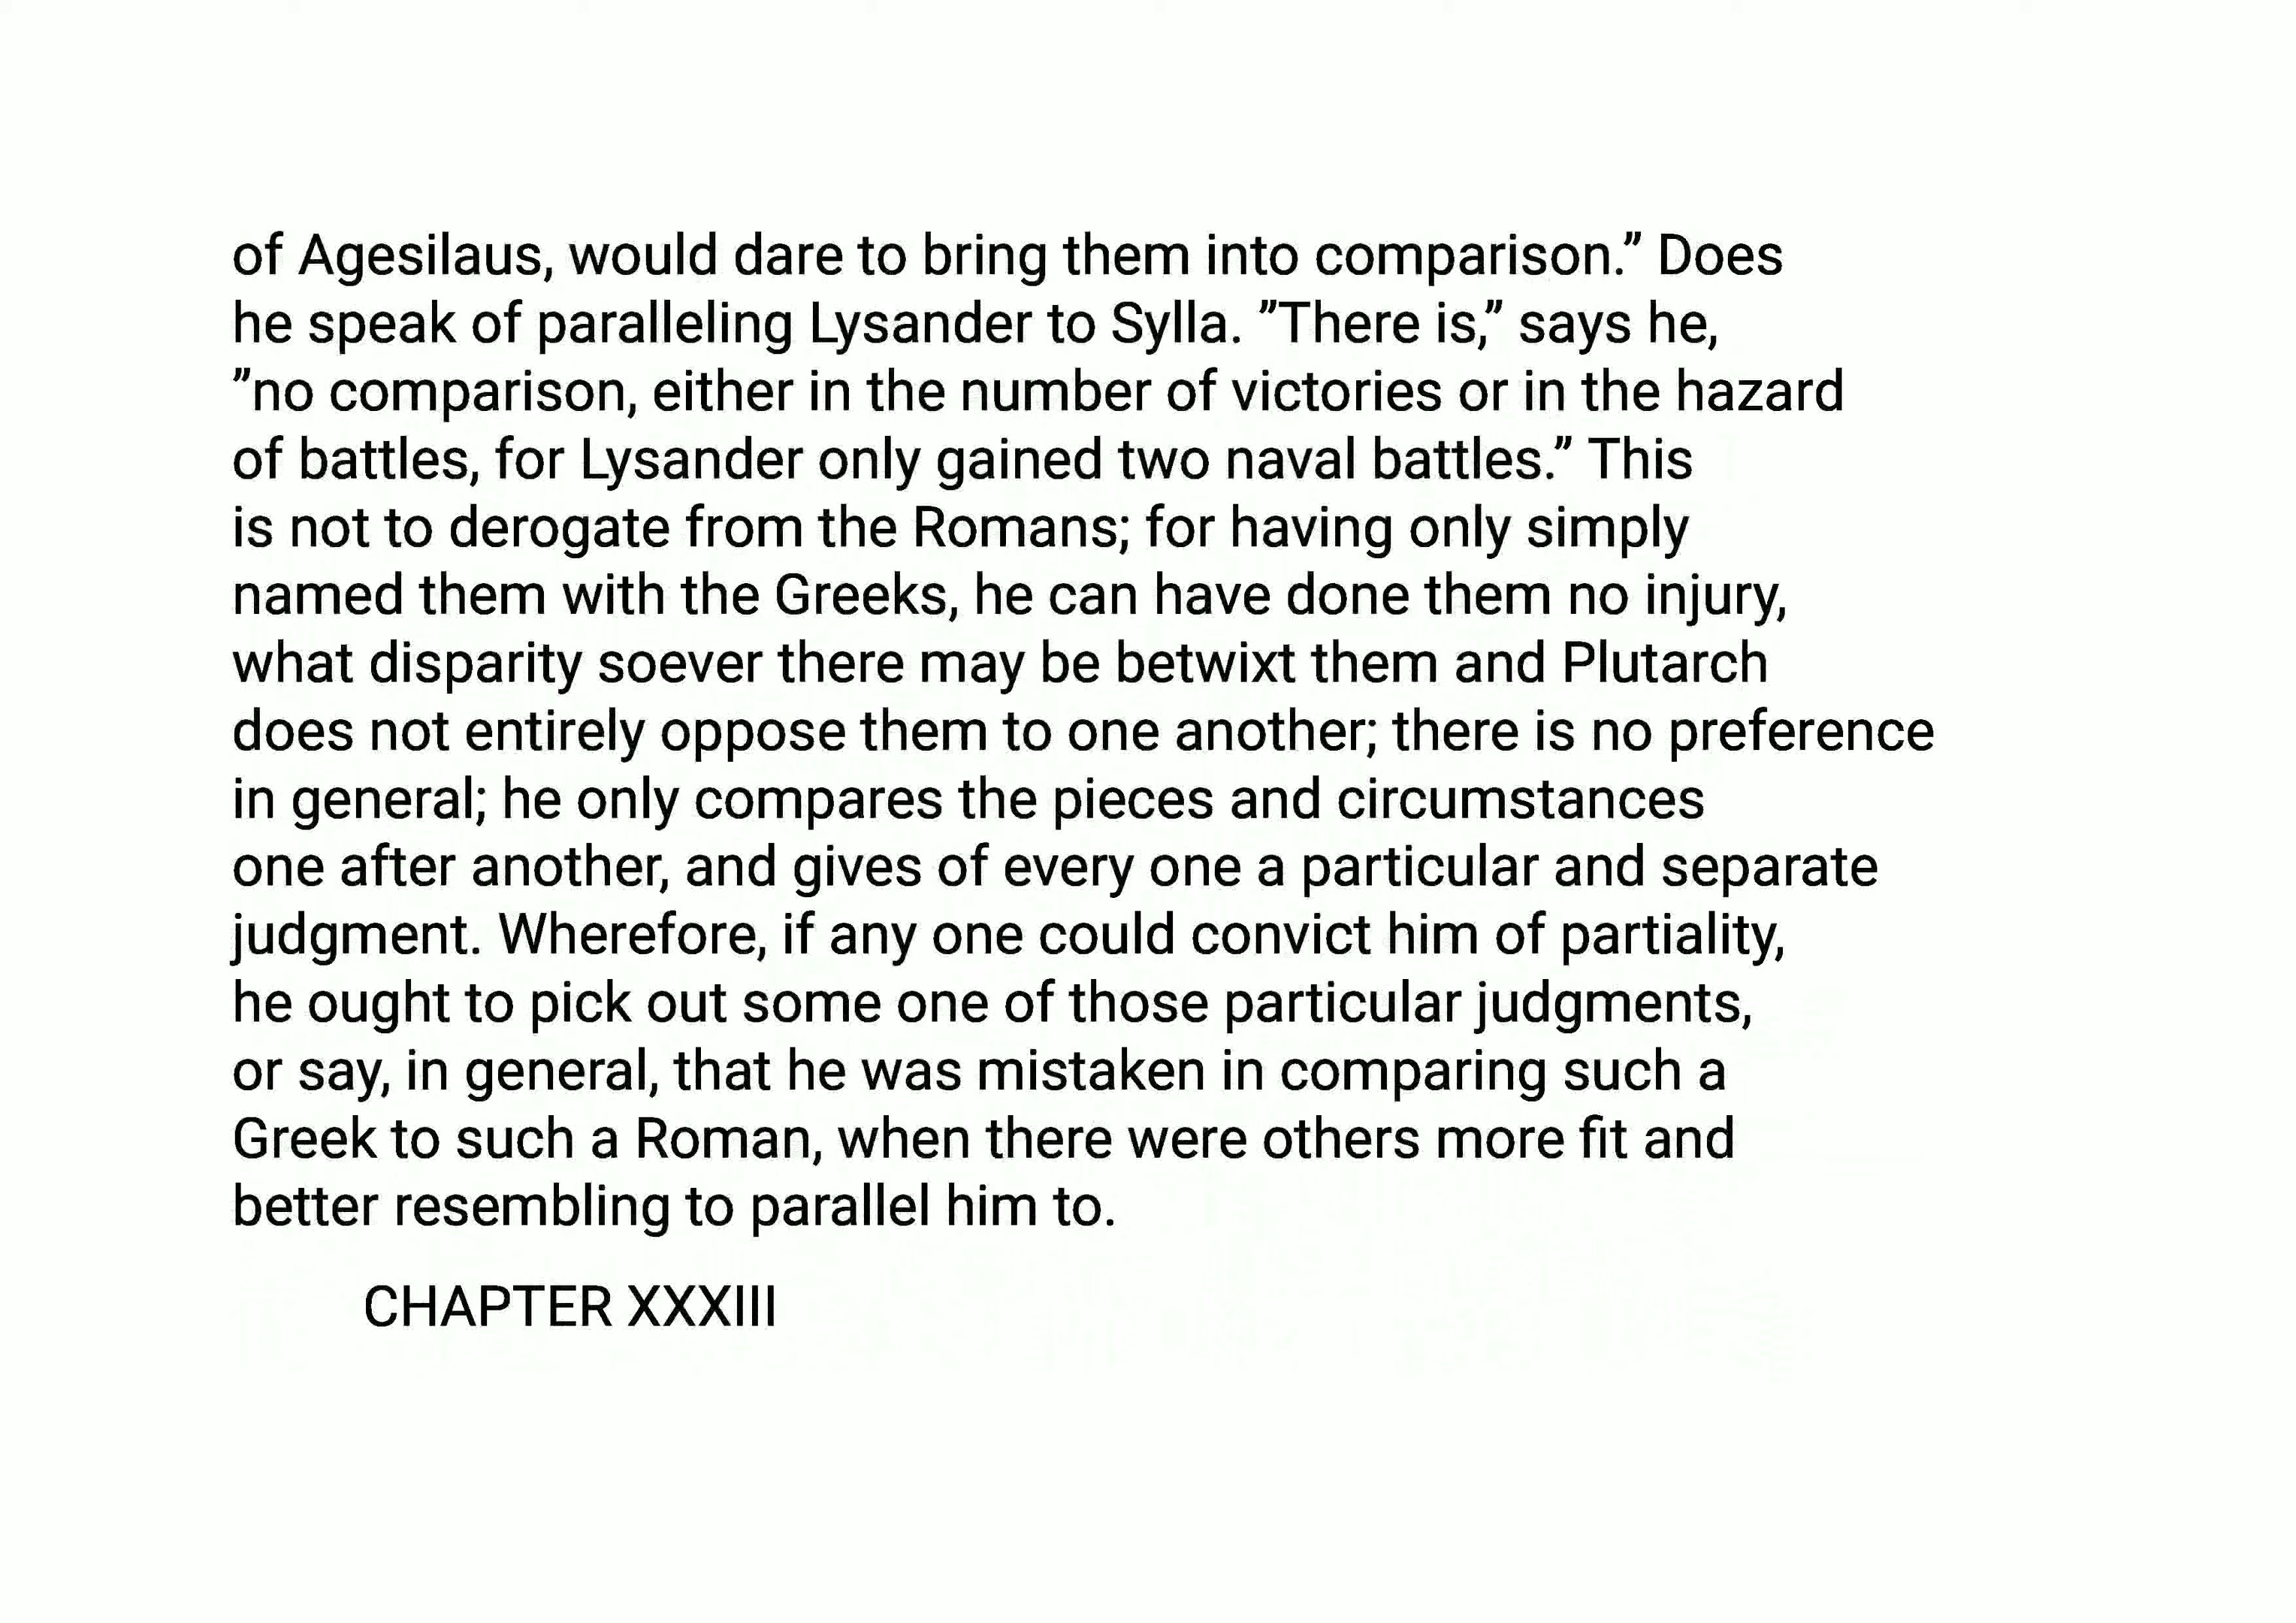 of Agesilaus, would dare to bring them into comparison.” Does
he speak of paralleling Lysander to Sylla. ”There is,” says he,
”no comparison, either in the number of victories or in the hazard
of battles, for Lysander only gained two naval battles.” This
is not to derogate from the Romans; for having only simply
named them with the Greeks, he can have done them no injury,
what disparity soever there may be betwixt them and Plutarch
does not entirely oppose them to one another; there is no preference
in general; he only compares the pieces and circumstances
one after another, and gives of every one a particular and separate
judgment. Wherefore, if any one could convict him of partiality,
he ought to pick out some one of those particular judgments,
or say, in general, that he was mistaken in comparing such a
Greek to such a Roman, when there were others more fit and
better resembling to parallel him to.
CHAPTER XXXIII